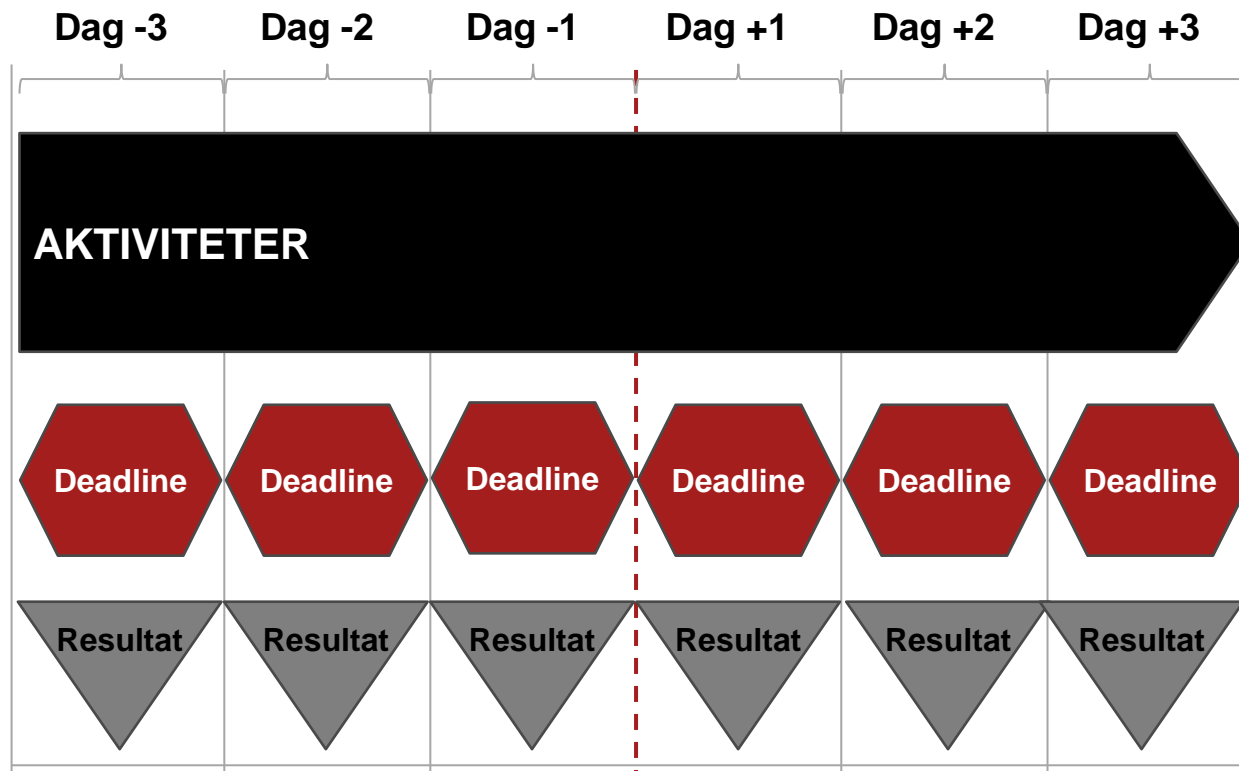 Dag -3 Dag -2 Dag -1 Dag +1 Dag +2 Dag +3
AKTIVITETER
Deadline Deadline Deadline Deadline Deadline Deadline
Resultat Resultat Resultat Resultat Resultat Resultat